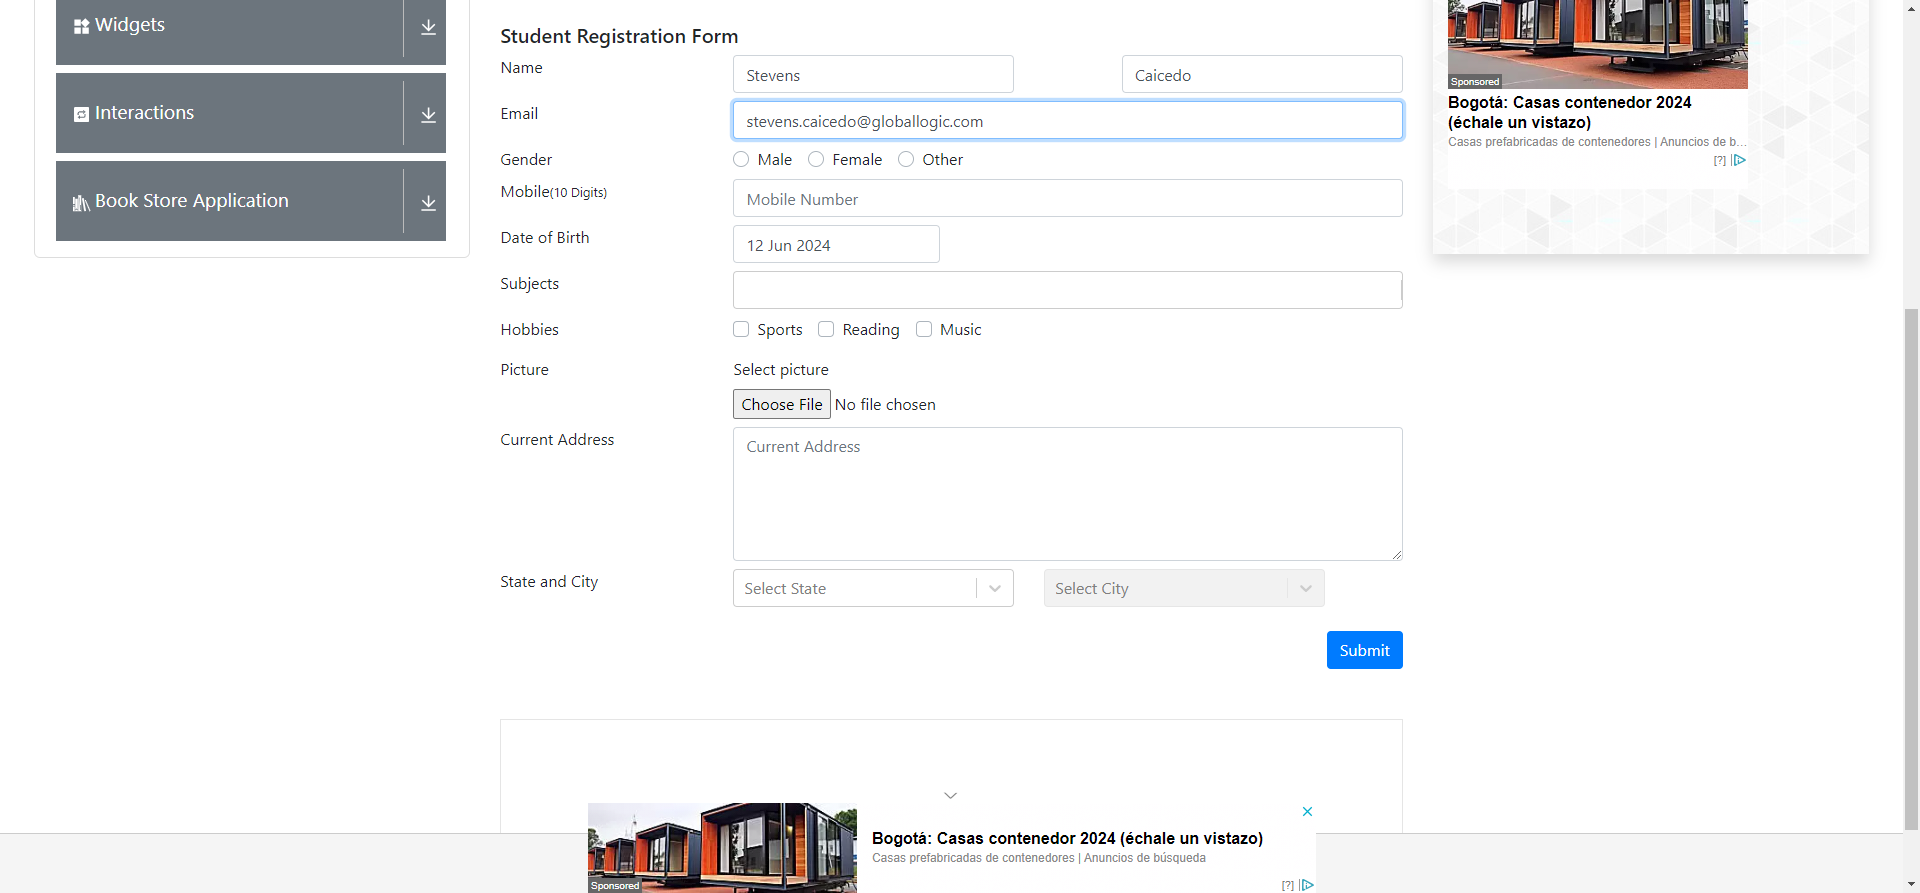 Widgets
Interactions
Book Store Application
Student Registration Form
Name
Stevens
Caicedo
Email
stevens.caicedo@globallogic.com
Gender
Male
Female
Other
Mobile(10 Digits)
Mobile Number
Date of Birth
12 Jun 2024
Subjects
Hobbies
Sports
Reading
Music
Picture
Select picture
Choose File No file chosen
Current Address
Current Address
State and City
Select State
Select City
Submit
Sponsored
Bogotá: Casas contenedor 2024
(échale un vistazo)
Casas prefabricadas de contenedores | Anuncios de b...
[?]
Sponsored
Bogotá: Casas contenedor 2024 (échale un vistazo)
Casas prefabricadas de contenedores | Anuncios de búsqueda
[?]